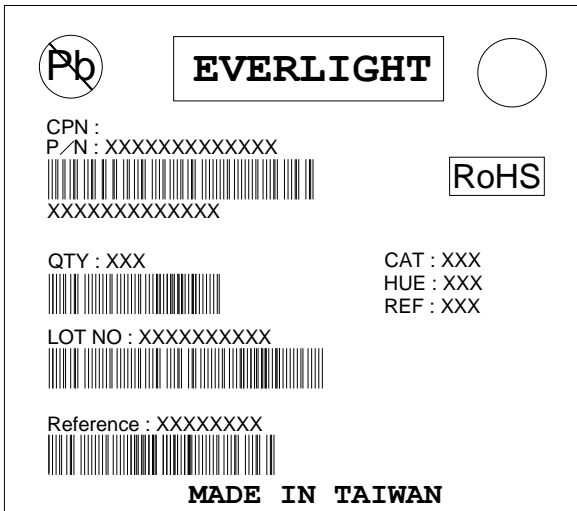 Pb
EVERLIGHT
CPN :
P/N : XXXXXXXXXXXXX
RoHS
XXXXXXXXXXXXX
QTY : XXX
CAT : XXX
HUE : XXX
REF : XXX
LOT NO : XXXXXXXXXX
Reference : XXXXXXXX
MADE IN TAIWAN